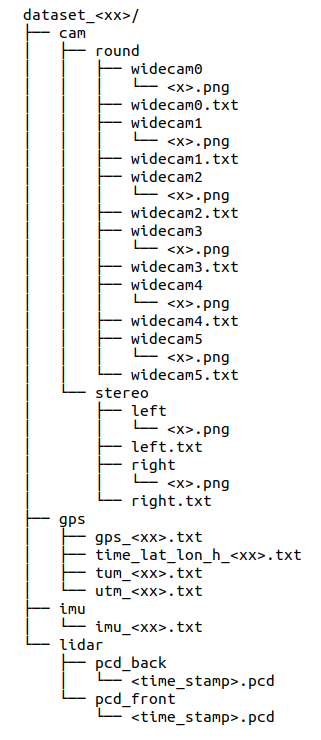 dataset_<xx>/
├── cam
│   ├── round
│   │   ├── widecam0
│   │   │   └── <x>.png
│   │   ├── widecam0.txt
│   │   ├── widecam1
│   │   │   └── <x>.png
│   │   ├── widecam1.txt
│   │   ├── widecam2
│   │   │   └── <x>.png
│   │   ├── widecam2.txt
│   │   ├── widecam3
│   │   │   └── <x>.png
│   │   ├── widecam3.txt
│   │   ├── widecam4
│   │   │   └── <x>.png
│   │   ├── widecam4.txt
│   │   ├── widecam5
│   │   │   └── <x>.png
│   │   └── widecam5.txt
│   └── stereo
│       ├── left
│       │   └── <x>.png
│       ├── left.txt
│       ├── right
│       │   └── <x>.png
│       └── right.txt
├── gps
│   ├── gps_<xx>.txt
│   ├── time_lat_lon_h_<xx>.txt
│   ├── tum_<xx>.txt
│   └── utm_<xx>.txt
├── imu
│   └── imu_<xx>.txt
└── lidar
    ├── pcd_back
    │   └── <time_stamp>.pcd
    └── pcd_front
        └── <time_stamp>.pcd